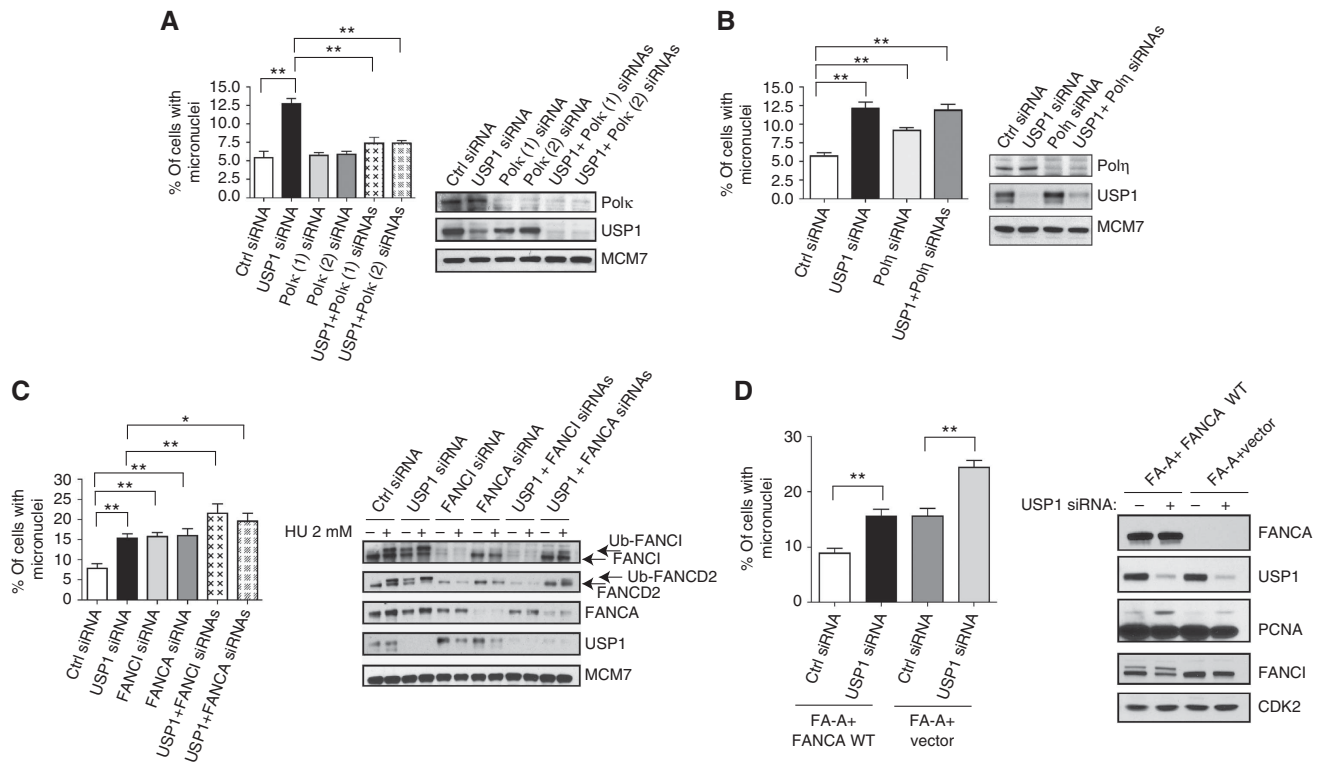 A
**
**
**
% Of cells with
micronuclei
15.0
12.5
10.0
7.5
5.0
2.5
0.0
Ctrl siRNA
USP1 siRNA
Polκ (1) siRNA
Polκ (2) siRNA
USP1+Polκ (1) siRNAs
USP1+Polκ (2) siRNAs
Ctrl siRNA
USP1 siRNA
Polκ (1) siRNA
Polκ (2) siRNA
USP1+ Polκ (1) siRNAs
USP1+ Polκ (2) siRNAs
Polκ
USP1
MCM7
B
**
**
**
% Of cells with
micronuclei
15.0
12.5
10.0
7.5
5.0
2.5
0.0
Ctrl siRNA
USP1 siRNA
Polη siRNA
USP1+Polη siRNAs
Ctrl siRNA
USP1 siRNA
Polη siRNA
USP1+ Polη siRNAs
Polη
USP1
MCM7
C
*
**
**
**
**
% Of cells with
micronuclei
30
25
20
15
10
5
0
Ctrl siRNA
USP1 siRNA
FANCI siRNA
FANCA siRNA
USP1+FANCI siRNAs
USP1+FANCA siRNAs
Ctrl siRNA
USP1 siRNA
FANCI siRNA
FANCA siRNA
USP1 + FANCI siRNAs
USP1 + FANCA siRNAs
HU 2 mM – + – + – + – + – + – +
Ub-FANCI
FANCI
Ub-FANCD2
FANCD2
FANCA
USP1
MCM7
D
**
**
% Of cells with
micronuclei
30
20
10
0
Ctrl siRNA
USP1 siRNA
Ctrl siRNA
USP1 siRNA
FA-A+
FANCA WT
FA-A+
vector
FA-A+ FANCA WT
FA-A+vector
USP1 siRNA: – + – +
FANCA
USP1
PCNA
FANCI
CDK2